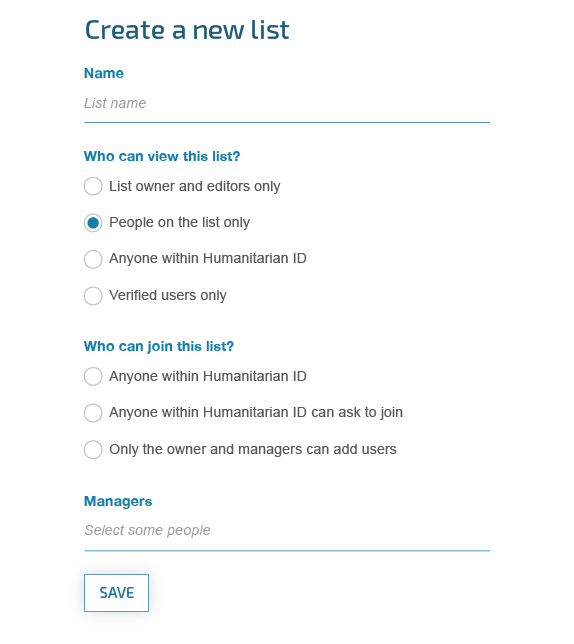 Create a new list
Name
List name
Who can view this list?
List owner and editors only
People on the list only
Anyone within Humanitarian ID
Verified users only
Who can join this list?
Anyone within Humanitarian ID
Anyone within Humanitarian ID can ask to join
Only the owner and managers can add users
Managers
Select some people
SAVE